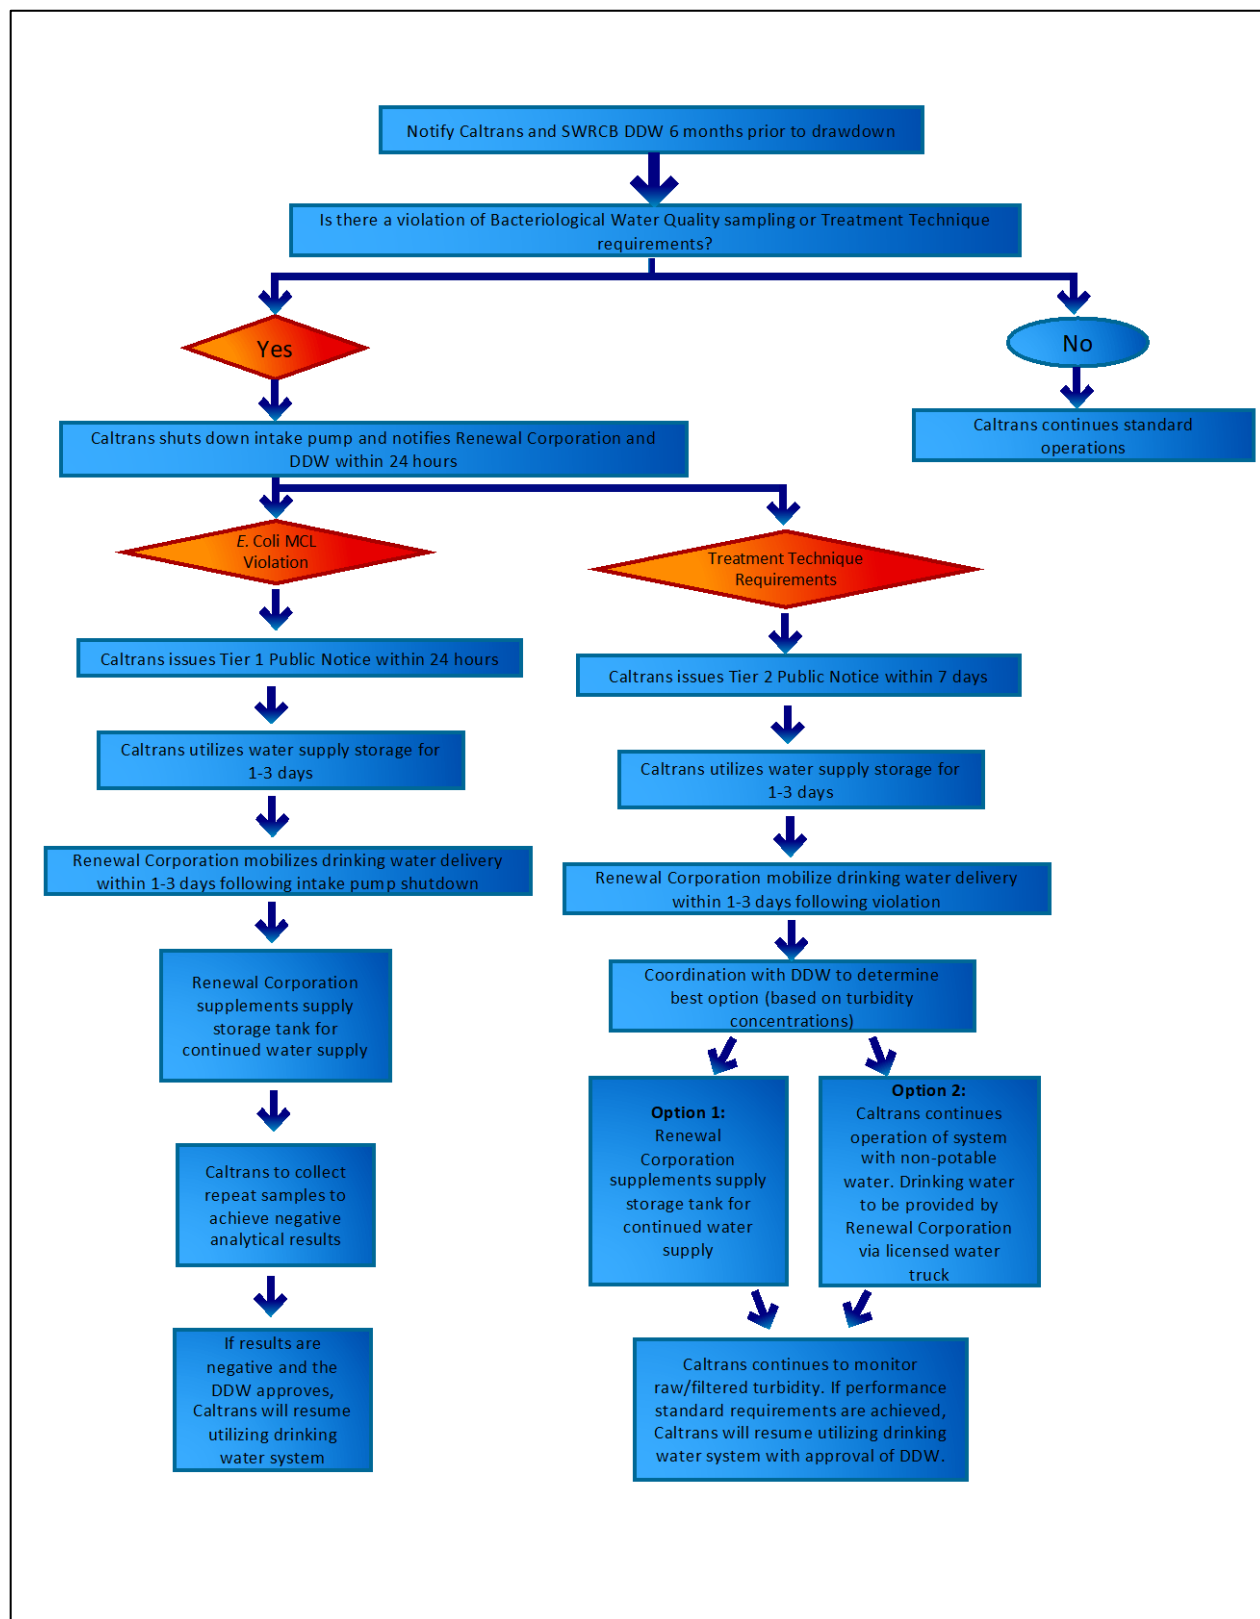 Notify Caltrans and SWRCB DDW 6 months prior to drawdown
Is there a violation of Bacteriological Water Quality sampling or Treatment Technique
requirements?
Yes
No
Caltrans shuts down intake pump and notifies Renewal Corporation and
DDW within 24 hours
Caltrans continues standard
operations
E. Coli MCL
Violation
Treatment Technique
Requirements
Caltrans issues Tier 1 Public Notice within 24 hours
Caltrans utilizes water supply storage for
1-3 days
Renewal Corporation mobilizes drinking water delivery
within 1-3 days following intake pump shutdown
Renewal Corporation
supplements supply
storage tank for
continued water supply
Caltrans to collect
repeat samples to
achieve negative
analytical results
If results are
negative and the
DDW approves,
Caltrans will resume
utilizing drinking
water system
Caltrans issues Tier 2 Public Notice within 7 days
Caltrans utilizes water supply storage for
1-3 days
Renewal Corporation mobilize drinking water delivery
within 1-3 days following violation
Coordination with DDW to determine
best option (based on turbidity
concentrations)
Option 1:
Renewal
Corporation
supplements supply
storage tank for
continued water
supply
Option 2:
Caltrans continues
operation of system
with non-potable
water. Drinking water
to be provided by
Renewal Corporation
via licensed water
truck
Caltrans continues to monitor
raw/filtered turbidity. If performance
standard requirements are achieved,
Caltrans will resume utilizing drinking
water system with approval of DDW.